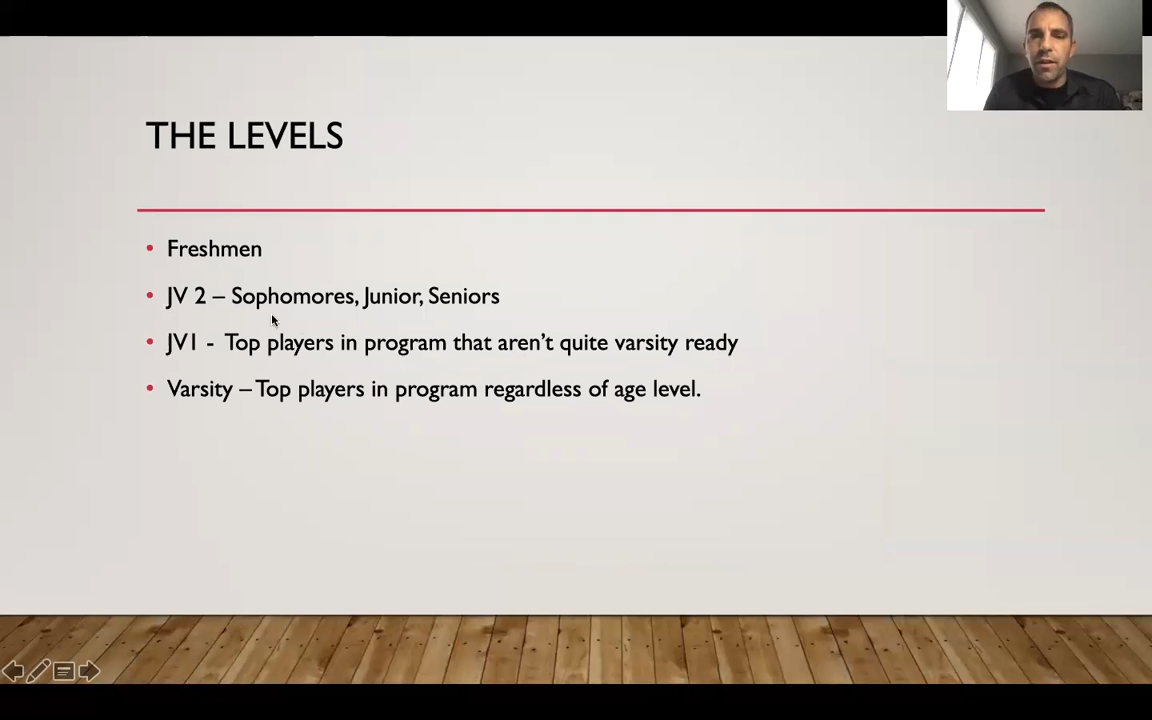 THE LEVELS
Freshmen
JV 2 – Sophomores, Junior, Seniors
JV1 -  Top players in program that aren’t quite varsity ready
Varsity – Top players in program regardless of age level.